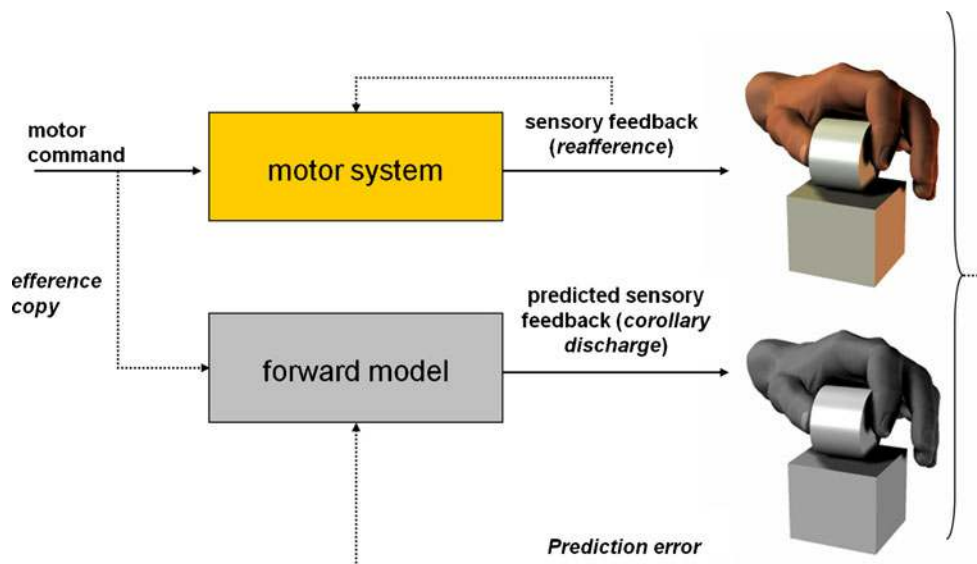 motor
command
motor system
sensory feedback
(reafference)
efference
copy
forward model
predicted sensory
feedback (corollary
discharge)
Prediction error